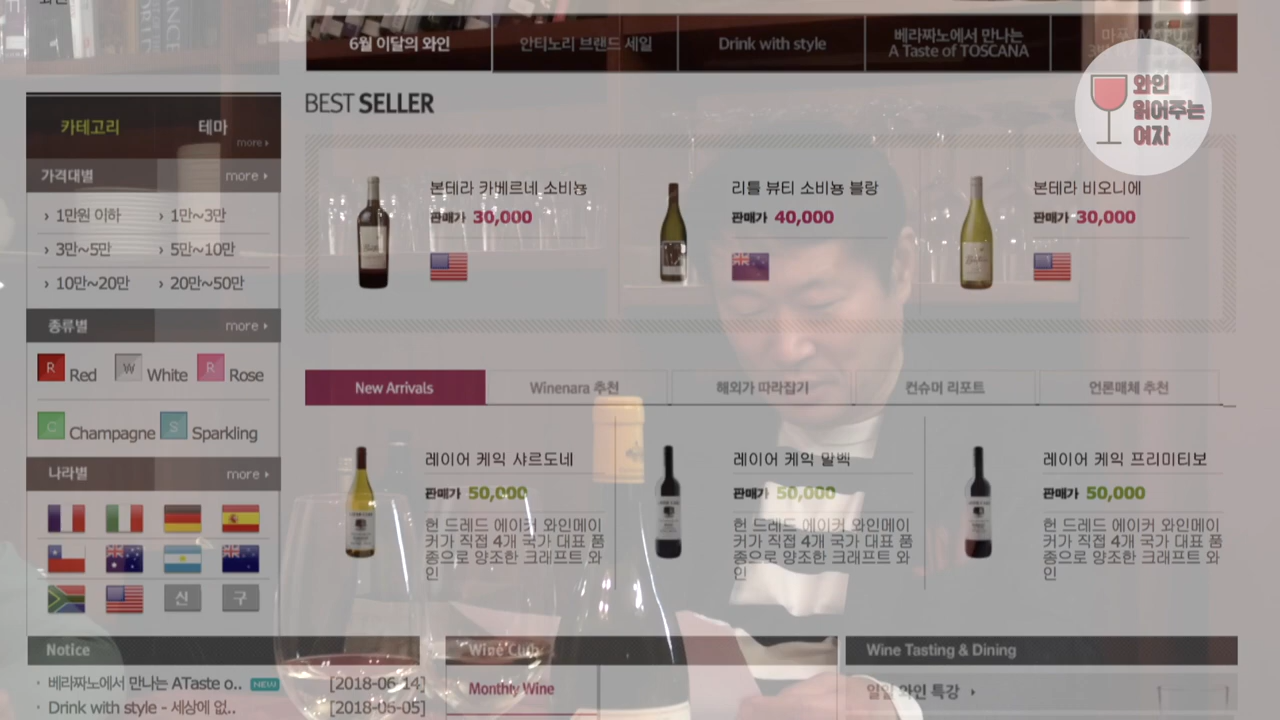 와인
6월 이달의 와인
안티노리 브랜드 세일
Drink with style
베라짜노에서 만나는
A Taste of TOSCANA
와인
읽어주는
여자
BEST SELLER
카테고리
테마
more
가격대별
more
1만원 이하
1만~3만
3만~5만
5만~10만
10만~20만
20만~50만
종류별
more
R Red
W White
R Rose
C Champagne
S Sparkling
나라별
more
신
구
본테라 카베르네 소비뇽
판매가 30,000
리틀 뷰티 소비뇽 블랑
판매가 40,000
본테라 비오니에
판매가 30,000
New Arrivals
Winenara 추천
해외가 따라잡기
컨슈머 리포트
언론매체 추천
레이어 케익 샤르도네
판매가 50,000
헌 드레드 에이커 와인메이
커가 직접 4개 국가 대표 품
종으로 양조한 크래프트 와
인
레이어 케익 말벡
판매가 50,000
헌 드레드 에이커 와인메이
커가 직접 4개 국가 대표 품
종으로 양조한 크래프트 와
인
레이어 케익 프리미티보
판매가 50,000
헌 드레드 에이커 와인메이
커가 직접 4개 국가 대표 품
종으로 양조한 크래프트 와
인
Notice
베라짜노에서 만나는 ATaste o.. NEW [2018-06-14]
Drink with style - 세상에 없.. [2018-06-05]
Wine Club
Monthly Wine
Wine Tasting & Dining
일일 와인 특강